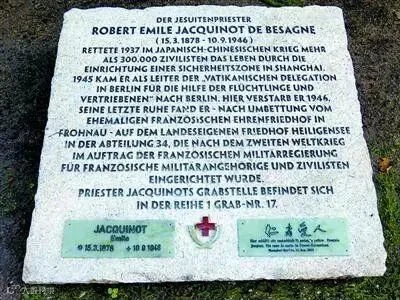 DER JESUITENPRIESTER
ROBERT EMILE JACQUINOT DE BESAGNE
(15.3.1878 - 10.9.1946)
RETTETE 1937 IM JAPANISCH-CHINESISCHEN KRIEG MEHR
ALS 300.000 ZIVILISTEN DAS LEBEN DURCH DIE
EINRICHTUNG EINER SICHERHEITSZONE IN SHANGHAI.
1945 KAM ER ALS LEITER DER „VATIKANISCHEN DELEGATION
IN BERLIN FÜR DIE HILFE DER FLÜCHTLINGE UND
VERTRIEBENEN" NACH BERLIN. HIER VERSTARB ER 1946.
SEINE LETZTE RUHE FAND ER - NACH UMBETTUNG VOM
EHEMALIGEN FRANZÖSISCHEN EHRENFRIEDHOF IN
FROHNAU - AUF DEM LANDESEIGENEN FRIEDHOF HEILIGENSEE
IN DER ABTEILUNG 34, DIE NACH DEM ZWEITEN WELTKRIEG
IM AUFTRAG DER FRANZÖSISCHEN MILITÄRREGIERUNG
FÜR FRANZÖSISCHE MILITÄRANGEHÖRIGE UND ZIVILISTEN
EINGERICHTET WURDE.
PRIESTER JACQUINOTS GRABSTELLE BEFINDET SICH
IN DER REIHE 1 GRAB-NR. 17.
JACQUINOT
Emile
15.3.1878 + 10.9.1946
仁者愛人